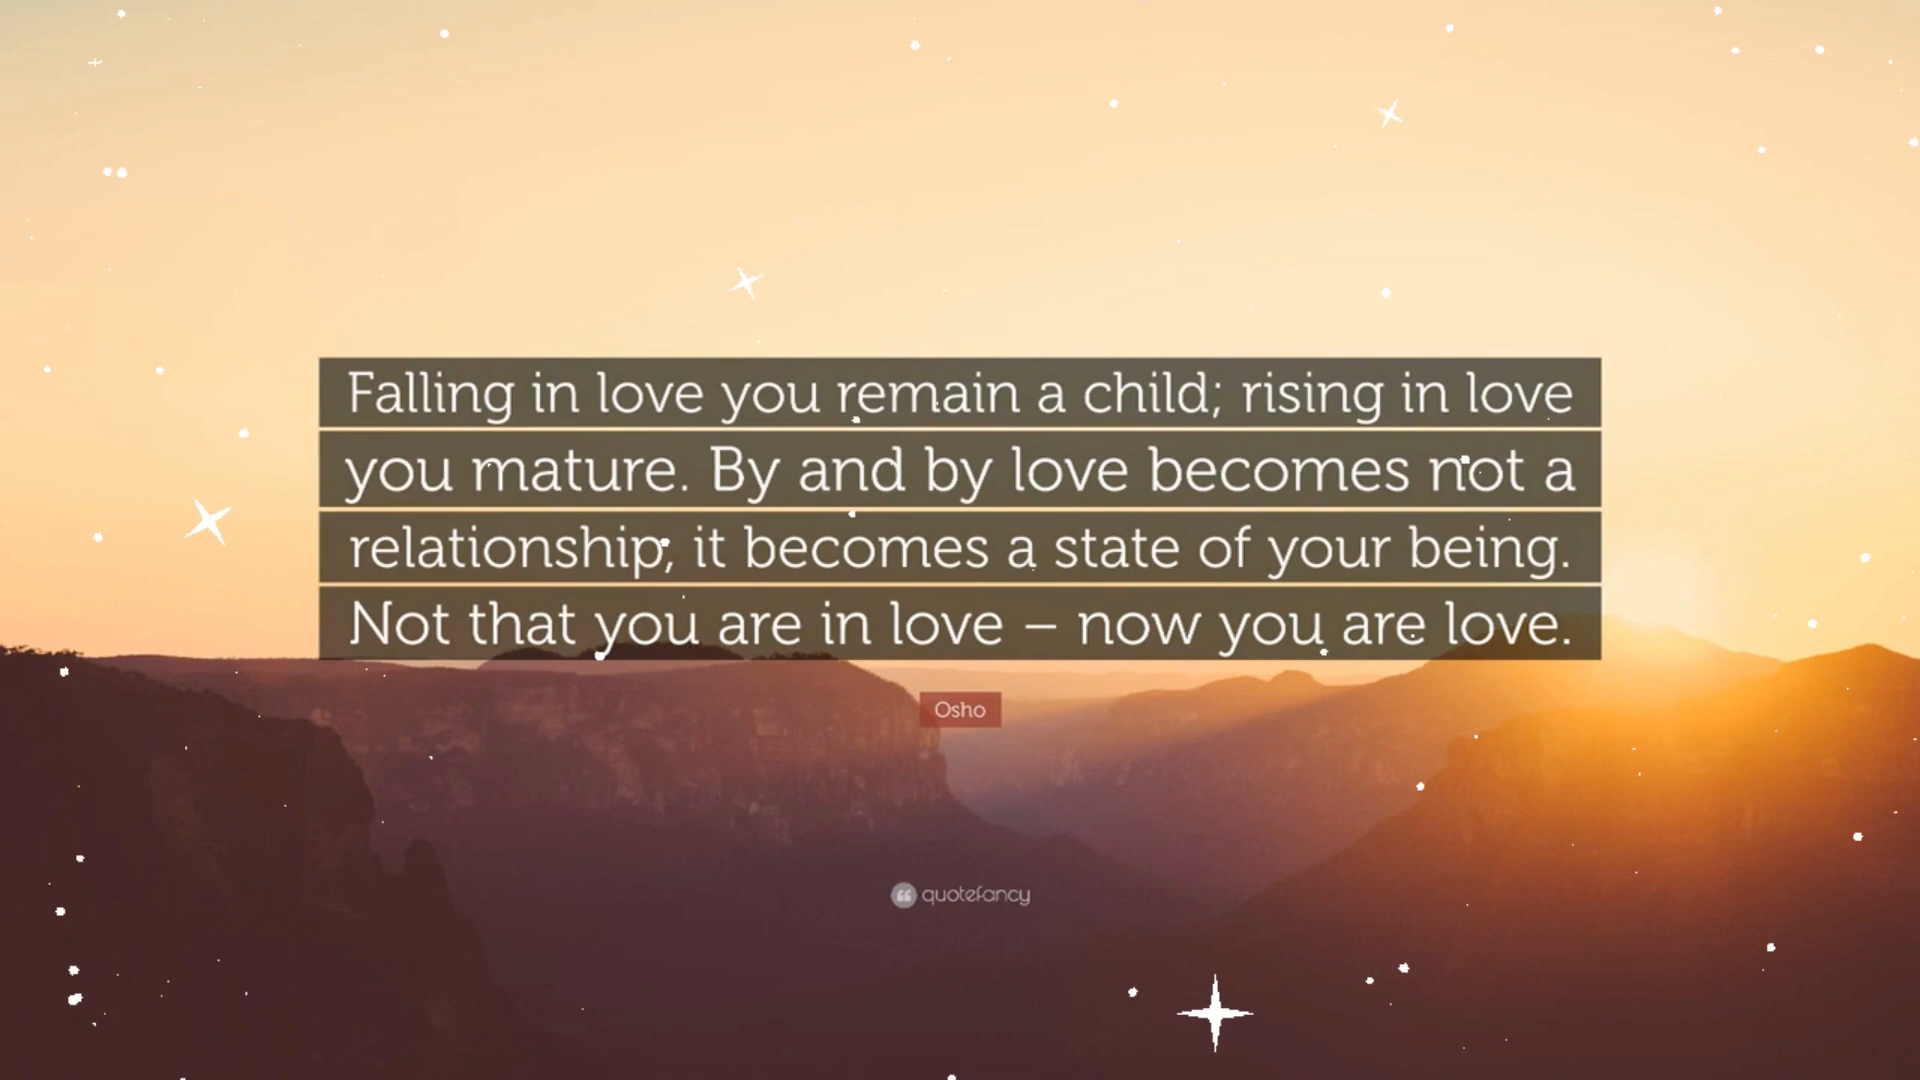 Falling in love you remain a child; rising in love
you mature. By and by love becomes not a
relationship, it becomes a state of your being.
Not that you are in love – now you are love.
Osho
quotefancy